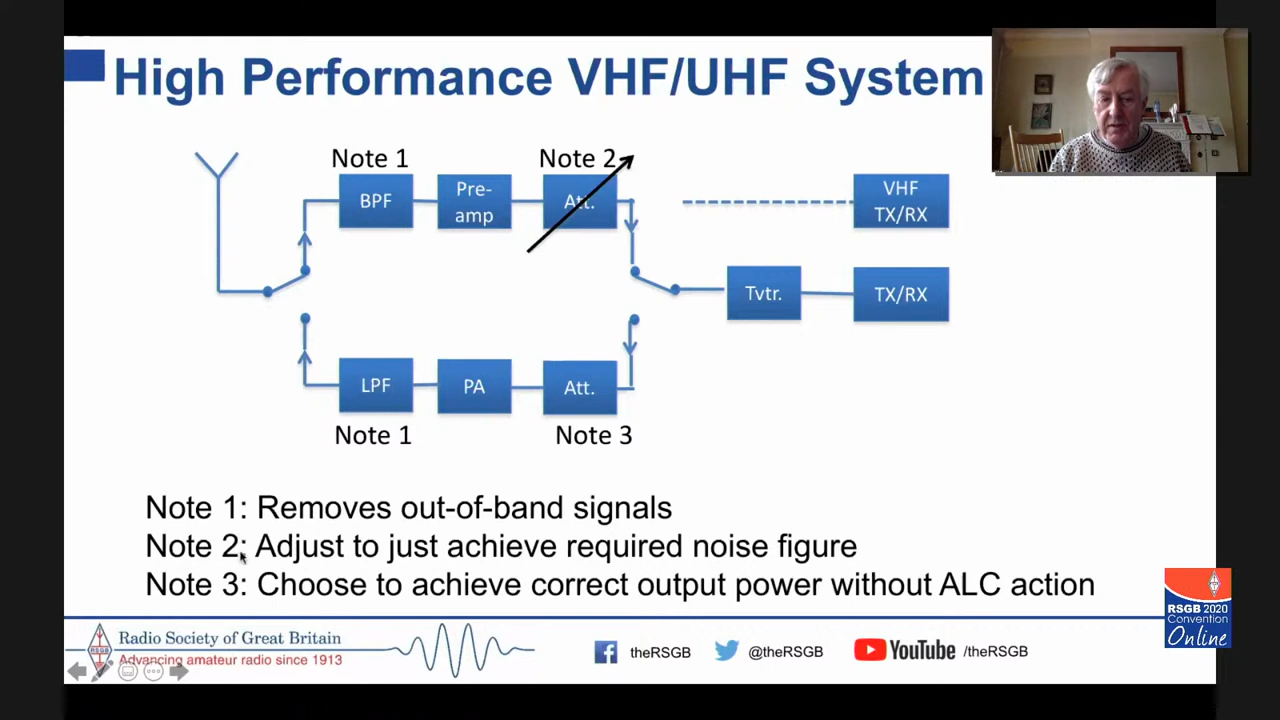 High Performance VHF/UHF System
Note 1
Note 2
BPF
Pre-
amp
Att.
VHF
TX/RX
Tvtr.
TX/RX
LPF
PA
Att.
Note 1
Note 3
Note 1: Removes out-of-band signals
Note 2: Adjust to just achieve required noise figure
Note 3: Choose to achieve correct output power without ALC action
RSGB 2020
Convention
Online
RSGB
Radio Society of Great Britain
Advancing amateur radio since 1913
theRSGB
@theRSGB
YouTube /theRSGB